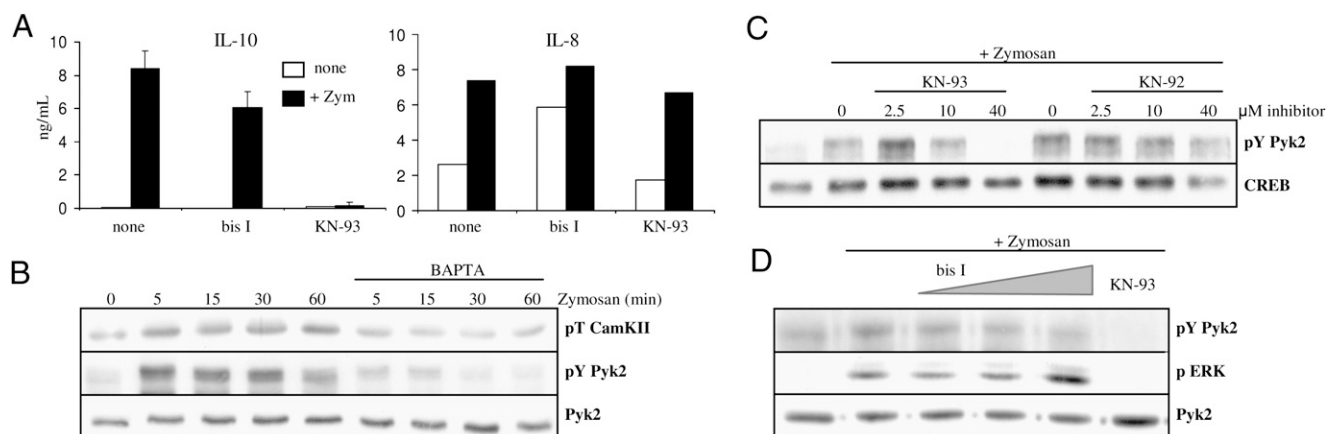 A
IL-10
IL-8
10
8
6
4
2
0
ng/mL
none
+ Zym
none
bis I
KN-93
10
8
6
4
2
0
none
bis I
KN-93
B
BAPTA
0 5 15 30 60 5 15 30 60 Zymosan (min)
pT CamKII
pY Pyk2
Pyk2
C
+ Zymosan
KN-93 KN-92
0 2.5 10 40 0 2.5 10 40 µM inhibitor
pY Pyk2
CREB
D
+ Zymosan
bis I
KN-93
pY Pyk2
p ERK
Pyk2